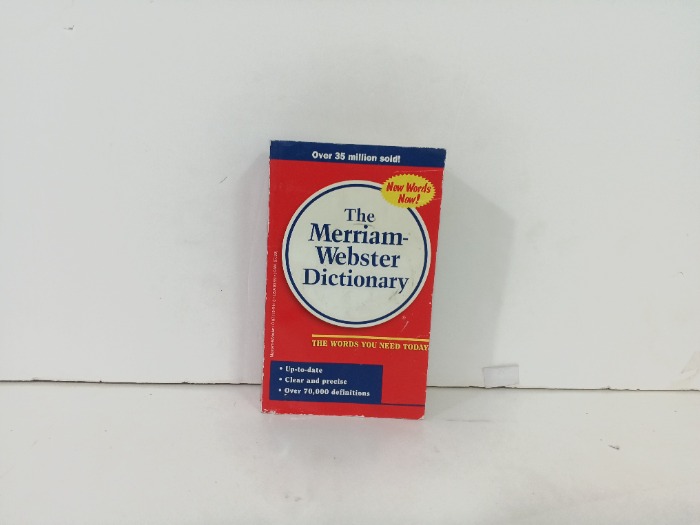 Over 35 million sold!
New Words
Now!
The
Merriam-
Webster
Dictionary
THE WORDS YOU NEED TODAY
• Up-to-date
• Clear and precise
• Over 70,000 definitions